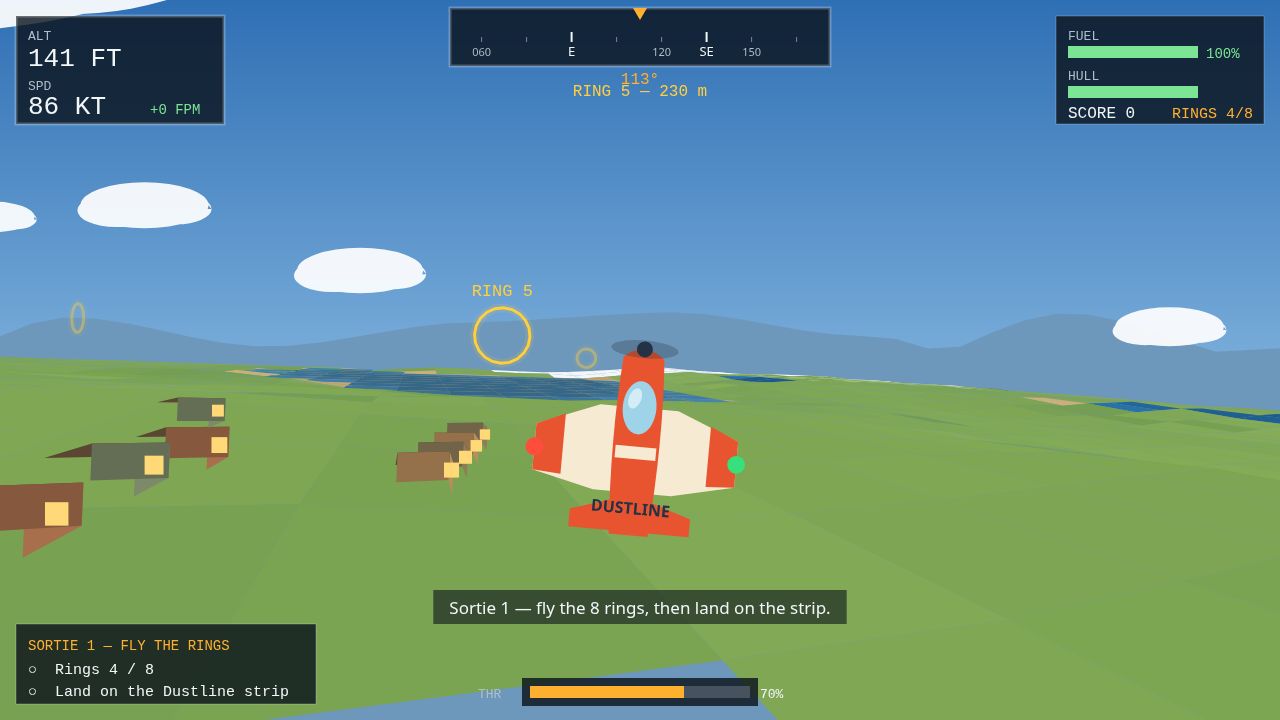 ALT
141 FT
SPD
86 KT
+0 FPM
060
E
120
SE
150
113°
RING 5 — 230 m
FUEL
100%
HULL
SCORE 0
RINGS 4/8
RING 5
DUSTLINE
Sortie 1 — fly the 8 rings, then land on the strip.
SORTIE 1 — FLY THE RINGS
○ Rings 4 / 8
○ Land on the Dustline strip
THR
70%